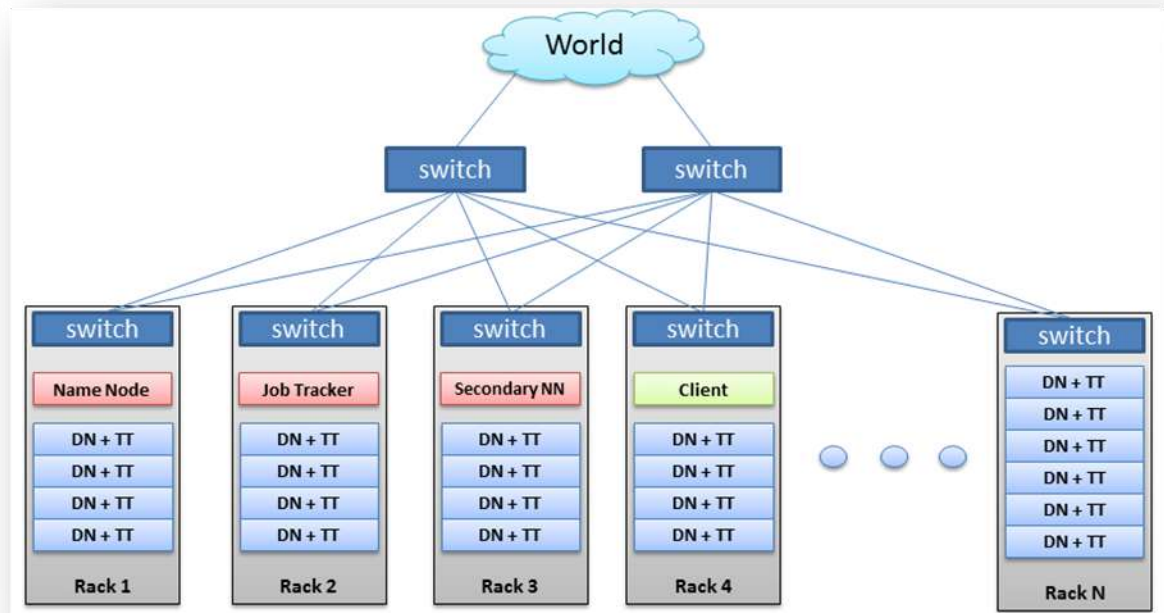 World
switch
switch
switch
Name Node
DN + TT
DN + TT
DN + TT
DN + TT
Rack 1
switch
Job Tracker
DN + TT
DN + TT
DN + TT
DN + TT
Rack 2
switch
Secondary NN
DN + TT
DN + TT
DN + TT
DN + TT
Rack 3
switch
Client
DN + TT
DN + TT
DN + TT
DN + TT
Rack 4
switch
DN + TT
DN + TT
DN + TT
DN + TT
DN + TT
DN + TT
Rack N